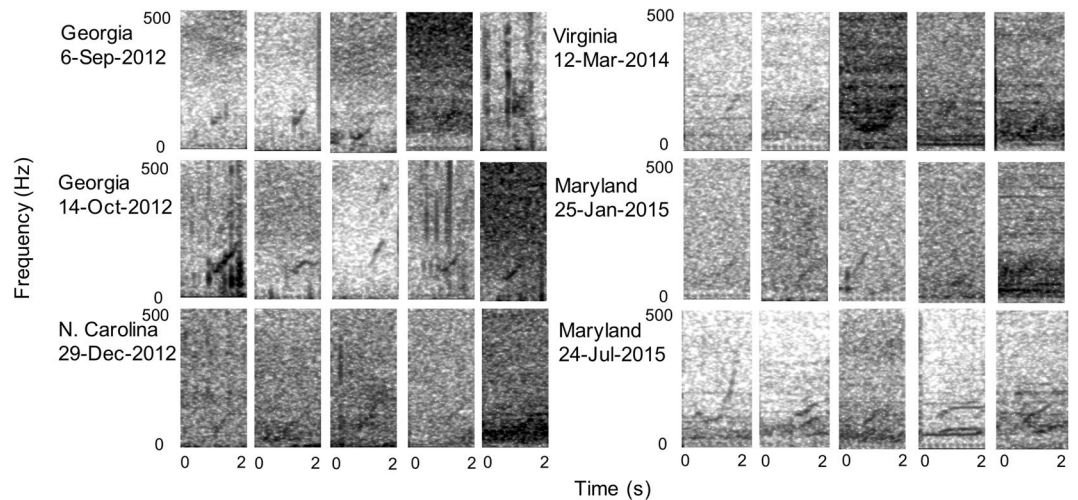 500
Georgia
6-Sep-2012
0
500
Virginia
12-Mar-2014
0
500
Georgia
14-Oct-2012
0
500
Maryland
25-Jan-2015
0
500
N. Carolina
29-Dec-2012
0
500
Maryland
24-Jul-2015
0
Frequency (Hz)
0 2 0 2 0 2 0 2 0 2
0 2 0 2 0 2 0 2 0 2
Time (s)